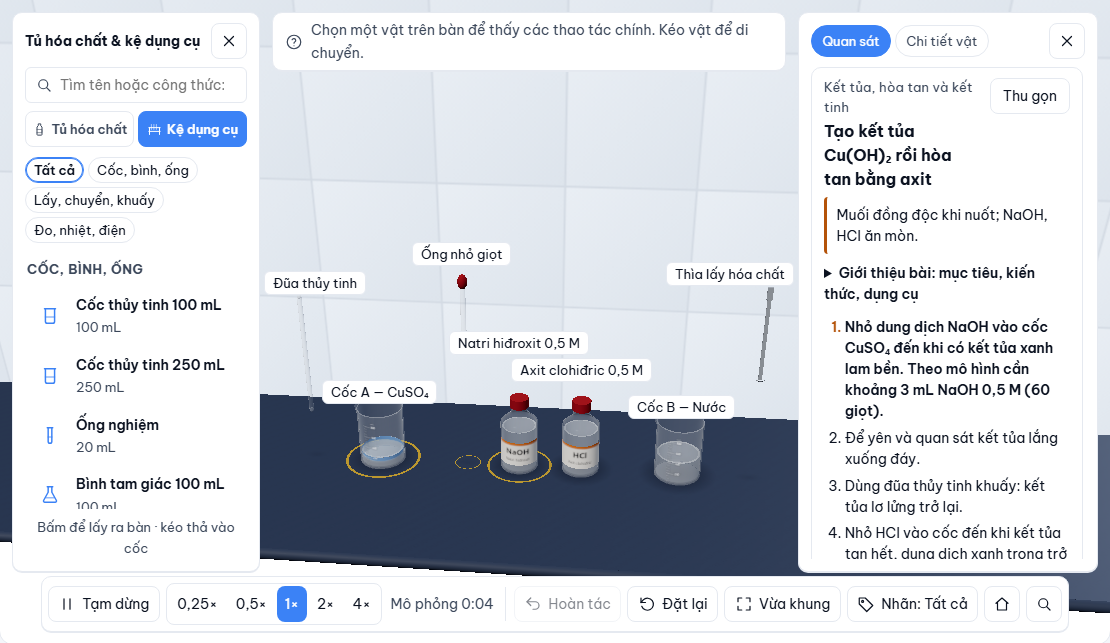 Tủ hóa chất & kệ dụng cụ
Tìm tên hoặc công thức:
Tủ hóa chất
Kệ dụng cụ
Tất cả
Cốc, bình, ống
Lấy, chuyển, khuấy
Đo, nhiệt, điện
CỐC, BÌNH, ỐNG
Cốc thủy tinh 100 mL
100 mL
Cốc thủy tinh 250 mL
250 mL
Ống nghiệm
20 mL
Bình tam giác 100 mL
100 mL
Bấm để lấy ra bàn · kéo thả vào
cốc
Chọn một vật trên bàn để thấy các thao tác chính. Kéo vật để di
chuyển.
Ống nhỏ giọt
Đũa thủy tinh
Thìa lấy hóa chất
Natri hiđroxit 0,5 M
Axit clohiđric 0,5 M
Cốc A — CuSO₄
Cốc B — Nước
NaOH
HCl
Quan sát
Chi tiết vật
Kết tủa, hòa tan và kết
tinh
Thu gọn
Tạo kết tủa
Cu(OH)₂ rồi hòa
tan bằng axit
Muối đồng độc khi nuốt; NaOH,
HCl ăn mòn.
Giới thiệu bài: mục tiêu, kiến
thức, dụng cụ
1. Nhỏ dung dịch NaOH vào cốc
CuSO₄ đến khi có kết tủa xanh
lam bền. Theo mô hình cần
khoảng 3 mL NaOH 0,5 M (60
giọt).
2. Để yên và quan sát kết tủa lắng
xuống đáy.
3. Dùng đũa thủy tinh khuấy: kết
tủa lơ lửng trở lại.
4. Nhỏ HCl vào cốc đến khi kết tủa
tan hết, dung dịch xanh trong trở
Tạm dừng
0,25×
0,5×
1×
2×
4×
Mô phỏng 0:04
Hoàn tác
Đặt lại
Vừa khung
Nhãn: Tất cả